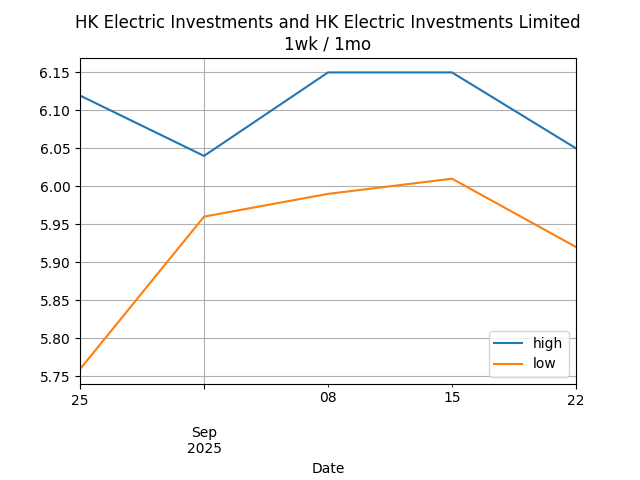 HK Electric Investments and HK Electric Investments Limited
1wk / 1mo
6.15
6.10
6.05
6.00
5.95
5.90
5.85
5.80
5.75
high
low
25
08
15
22
Sep
2025
Date